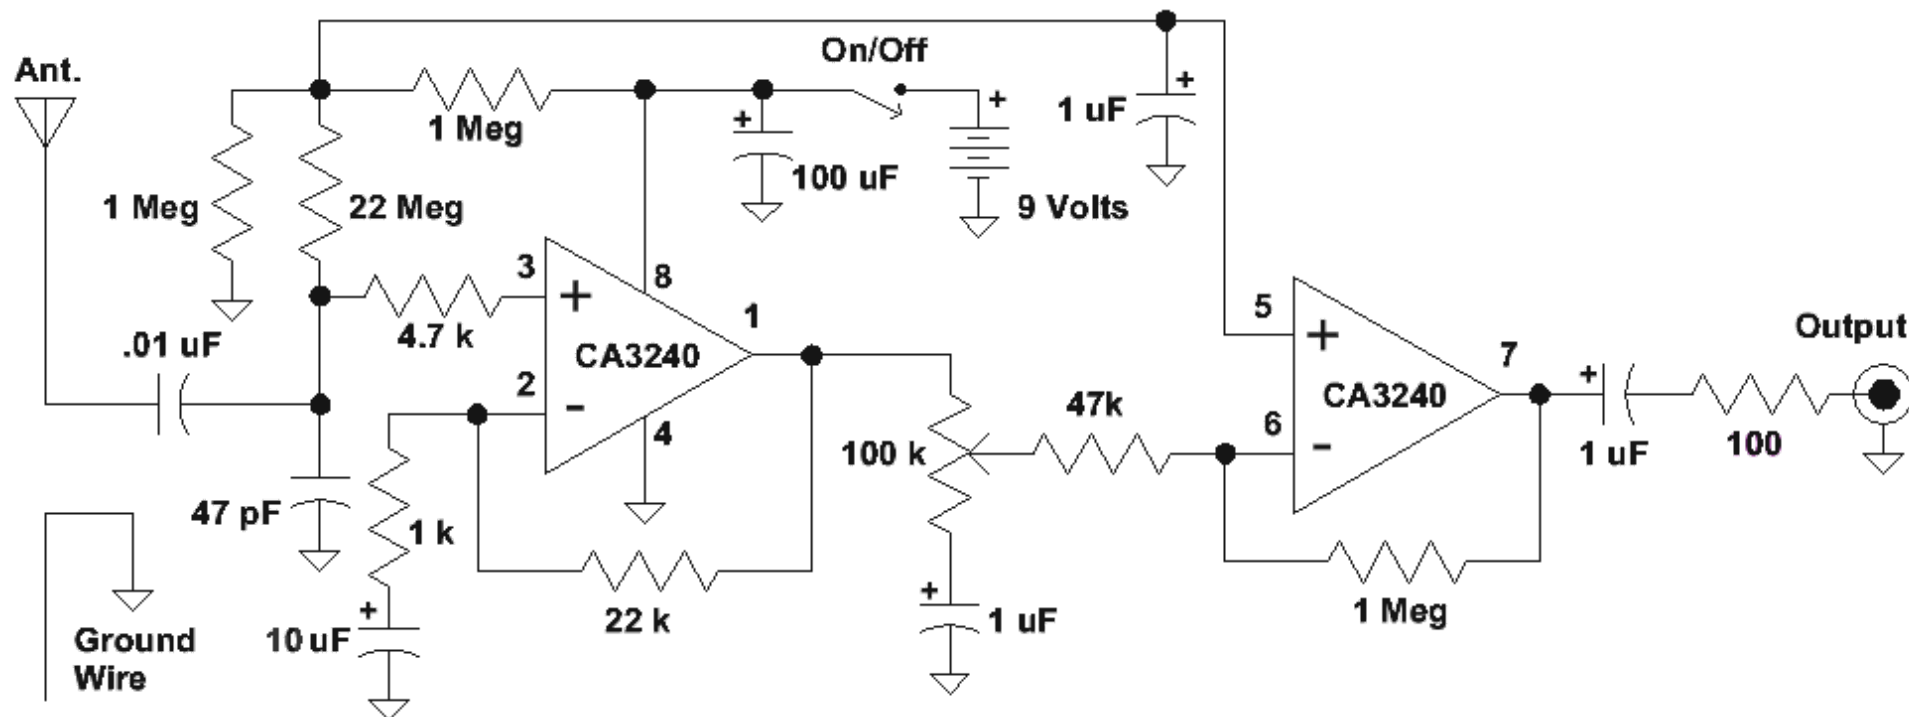 Ant.
On/Off
+
1 Meg
+
100 uF
+
9 Volts
1 uF
+
1 Meg
22 Meg
.01 uF
4.7 k
3
+
8
CA3240
1
2
-
4
47 pF
1 k
+
10 uF
22 k
100 k
+
1 uF
47k
5
+
CA3240
7
6
-
1 Meg
+
1 uF
100
Output
Ground
Wire